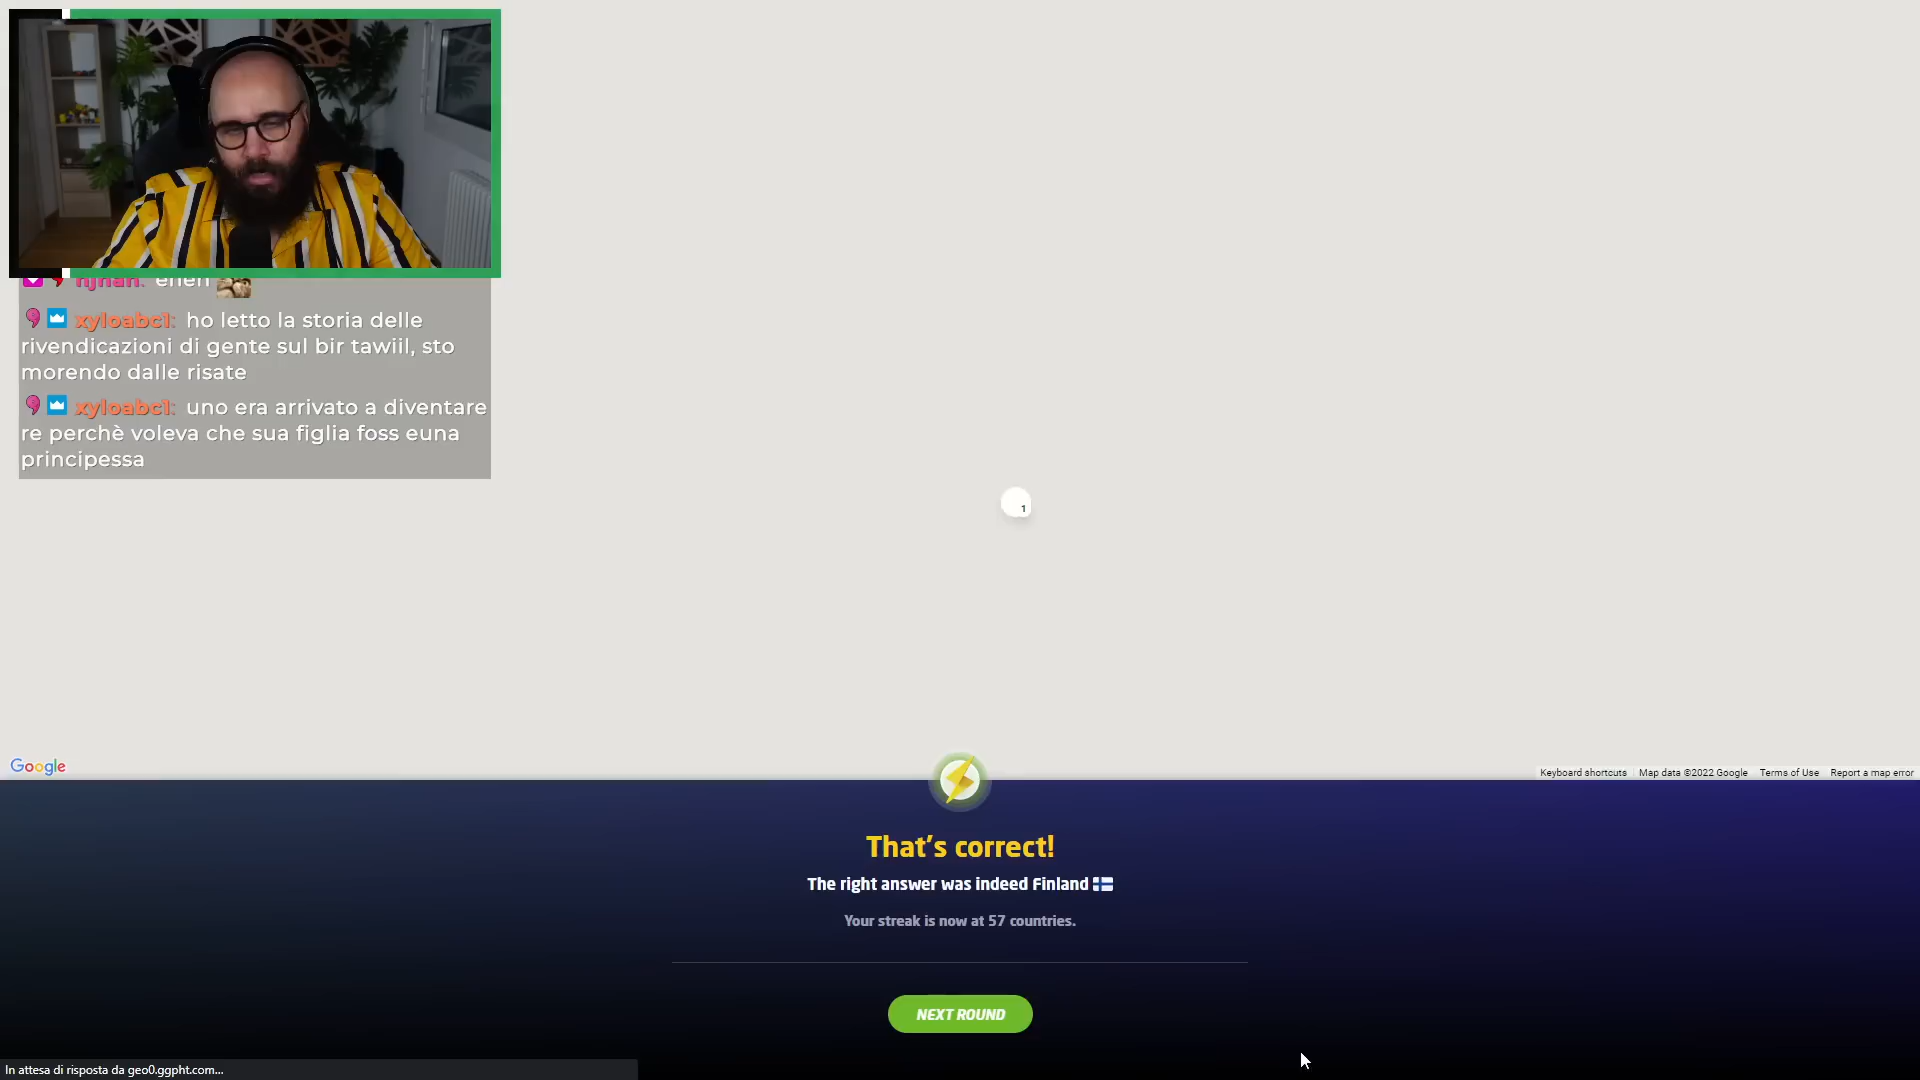 njnan: eheh
xyloabc1: ho letto la storia delle
rivendicazioni di gente sul bir tawiil, sto
morendo dalle risate
xyloabc1: uno era arrivato a diventare
re perchè voleva che sua figlia foss euna
principessa
1
Google
Keyboard shortcuts Map data ©2022 Google Terms of Use Report a map error
That's correct!
The right answer was indeed Finland
Your streak is now at 57 countries.
NEXT ROUND
In attesa di risposta da geo0.ggpht.com...